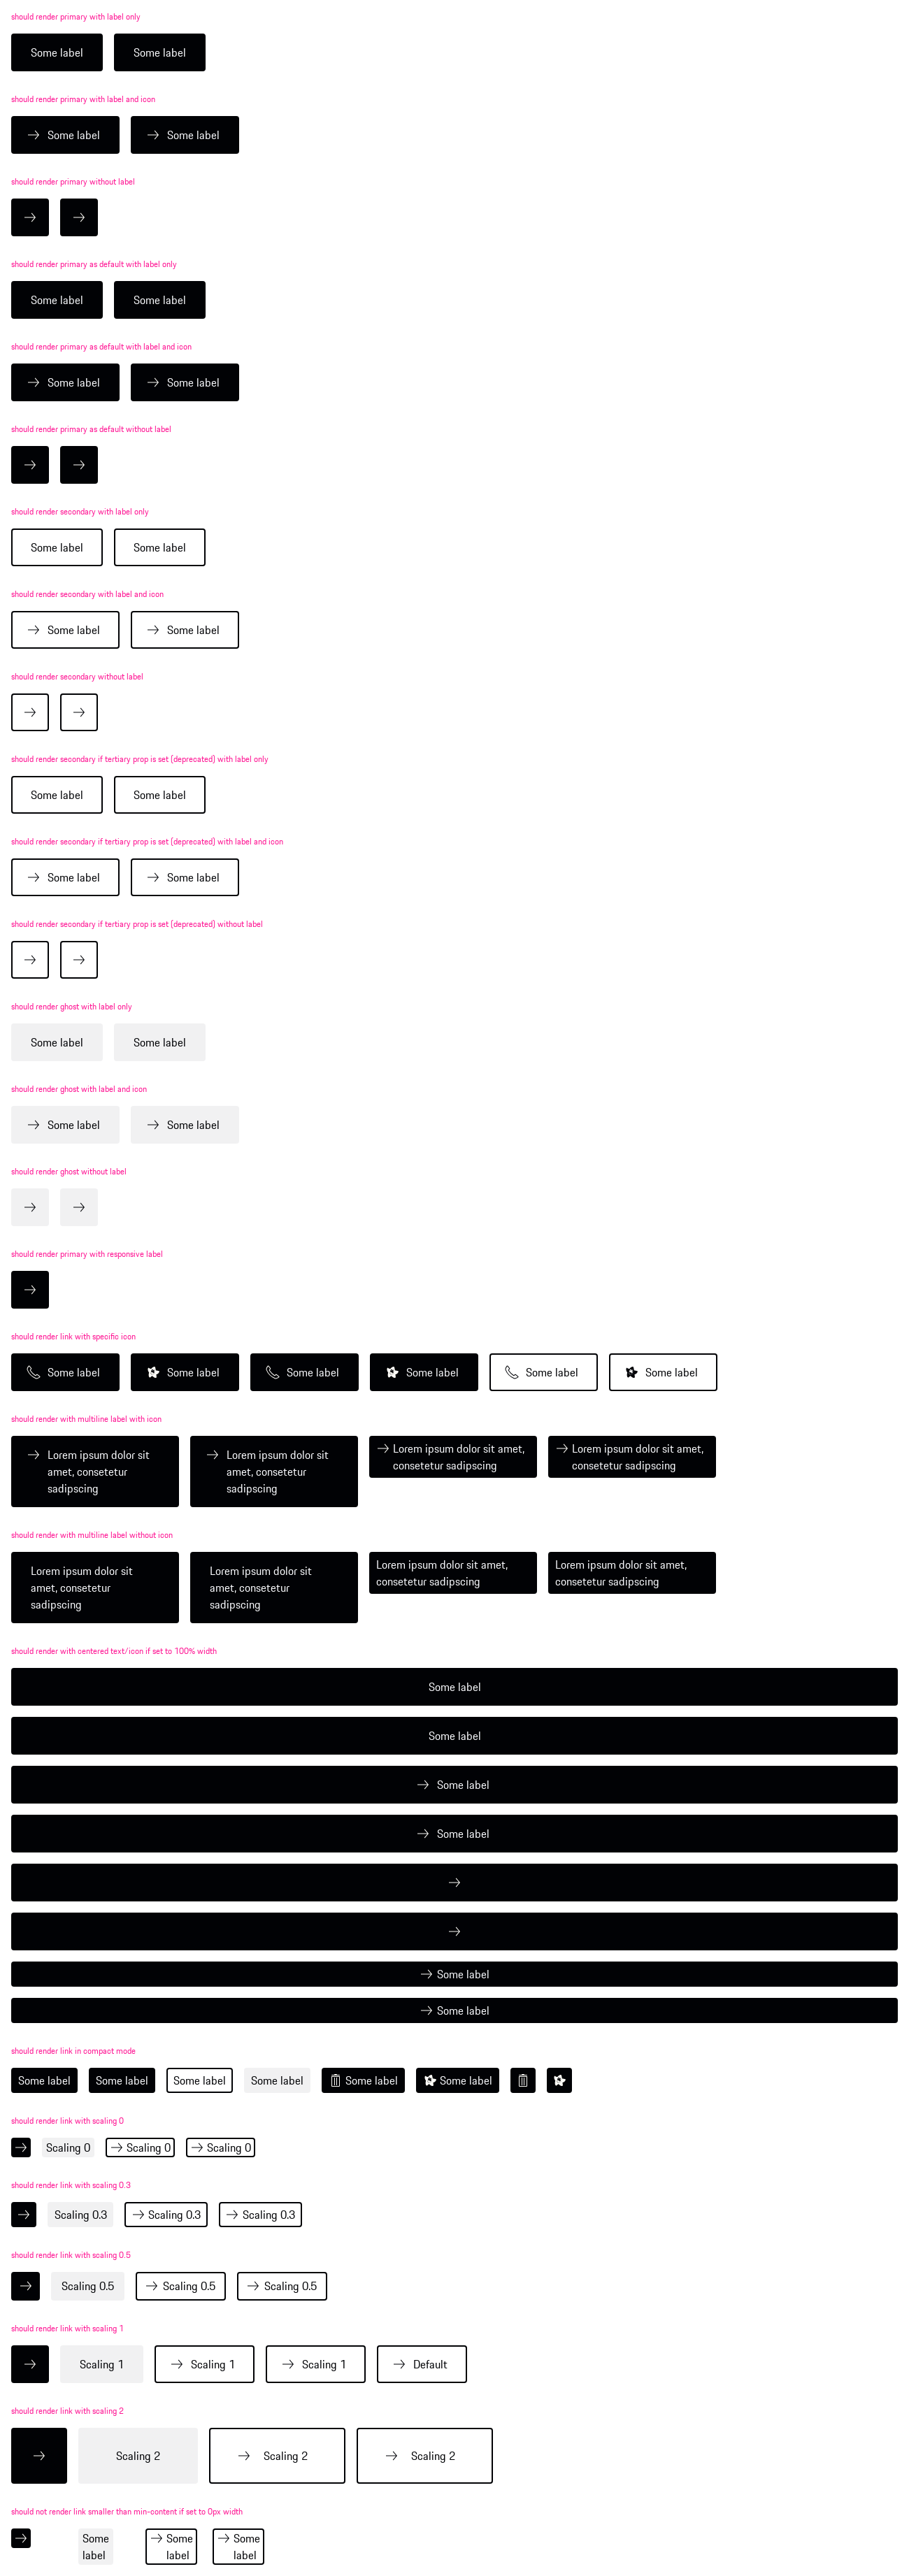 should render primary with label only
Some label Some label
should render primary with label and icon
Some label Some label
should render primary without label
should render primary as default with label only
Some label Some label
should render primary as default with label and icon
Some label Some label
should render primary as default without label
should render secondary with label only
Some label Some label
should render secondary with label and icon
Some label Some label
should render secondary without label
should render secondary if tertiary prop is set (deprecated) with label only
Some label Some label
should render secondary if tertiary prop is set (deprecated) with label and icon
Some label Some label
should render secondary if tertiary prop is set (deprecated) without label
should render ghost with label only
Some label Some label
should render ghost with label and icon
Some label Some label
should render ghost without label
should render primary with responsive label
should render link with specific icon
Some label Some label Some label Some label Some label Some label
should render with multiline label with icon
Lorem ipsum dolor sit
amet, consetetur
sadipscing
Lorem ipsum dolor sit
amet, consetetur
sadipscing
Lorem ipsum dolor sit amet,
consetetur sadipscing
Lorem ipsum dolor sit amet,
consetetur sadipscing
should render with multiline label without icon
Lorem ipsum dolor sit
amet, consetetur
sadipscing
Lorem ipsum dolor sit
amet, consetetur
sadipscing
Lorem ipsum dolor sit amet,
consetetur sadipscing
Lorem ipsum dolor sit amet,
consetetur sadipscing
should render with centered text/icon if set to 100% width
Some label
Some label
Some label
Some label
Some label
Some label
should render link in compact mode
Some label Some label Some label Some label Some label Some label
should render link with scaling 0
Scaling 0 Scaling 0 Scaling 0
should render link with scaling 0.3
Scaling 0.3 Scaling 0.3 Scaling 0.3
should render link with scaling 0.5
Scaling 0.5 Scaling 0.5 Scaling 0.5
should render link with scaling 1
Scaling 1 Scaling 1 Scaling 1 Default
should render link with scaling 2
Scaling 2 Scaling 2 Scaling 2
should not render link smaller than min-content if set to 0px width
Some
label
Some
label
Some
label